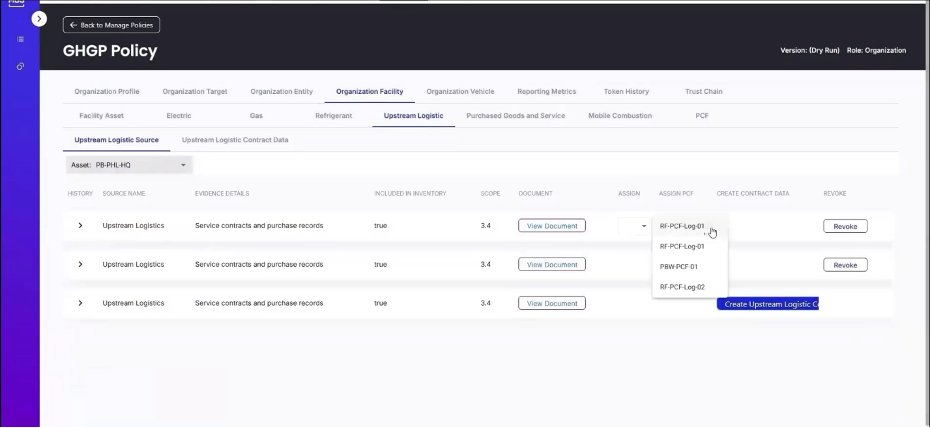 ← Back to Manage Policies
GHGP Policy
Version: (Dry Run) Role: Organization
Organization Profile Organization Target Organization Entity Organization Facility Organization Vehicle Reporting Metrics Token History Trust Chain
Facility Asset Electric Gas Refrigerant Upstream Logistic Purchased Goods and Service Mobile Combustion PCF
Upstream Logistic Source Upstream Logistic Contract Data
Asset: PB-PHL-HQ
HISTORY SOURCE NAME EVIDENCE DETAILS INCLUDED IN INVENTORY SCOPE DOCUMENT ASSIGN ASSIGN PCF CREATE CONTRACT DATA REVOKE
Upstream Logistics Service contracts and purchase records true 3.4 View Document RF-PCF-Log-01 Revoke
RF-PCF-Log-01
Upstream Logistics Service contracts and purchase records true 3.4 View Document PBW-PCF-01 Revoke
RF-PCF-Log-02
Upstream Logistics Service contracts and purchase records true 3.4 View Document Create Upstream Logistic